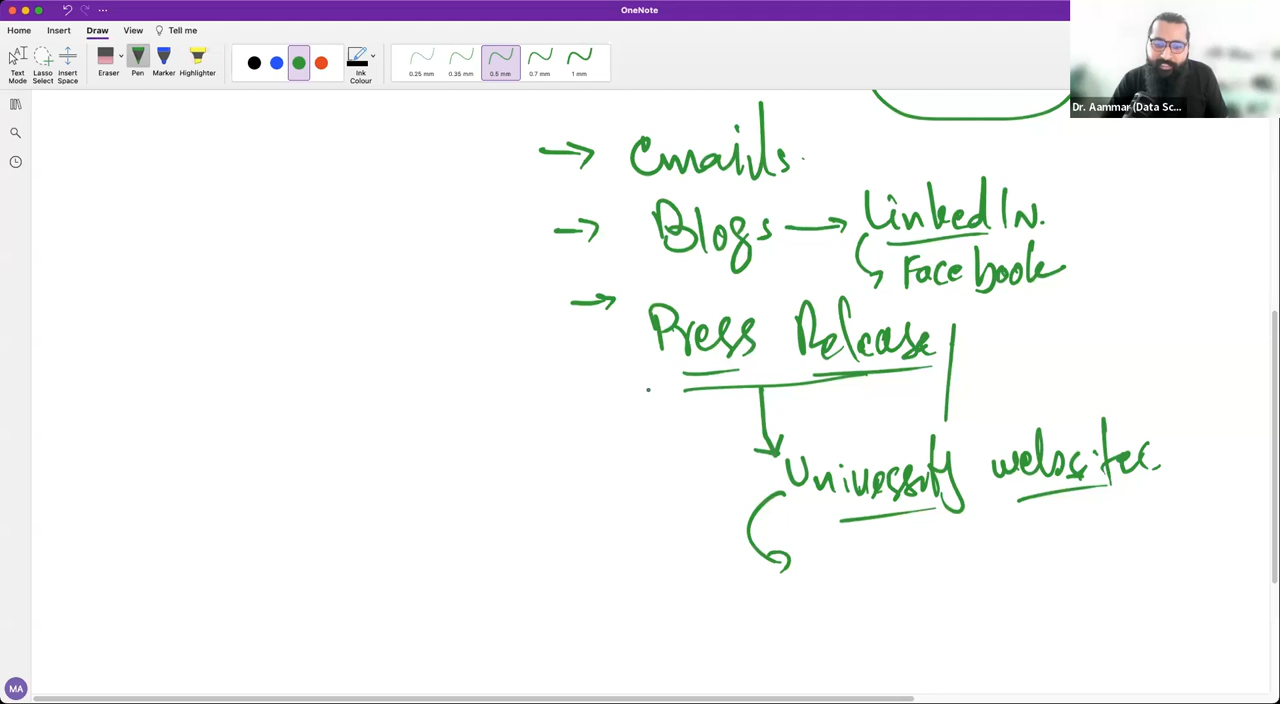 OneNote
Home Insert Draw View Tell me
Text Mode
Lasso Select
Insert Space
Eraser
Pen
Marker
Highlighter
Ink Colour
0.25 mm 0.35 mm 0.5 mm 0.7 mm 1 mm
Dr. Aammar (Data Sc...
→ Emails.
→ Blogs → LinkedIn.
Facebook
→ Press Release
University websites.
MA